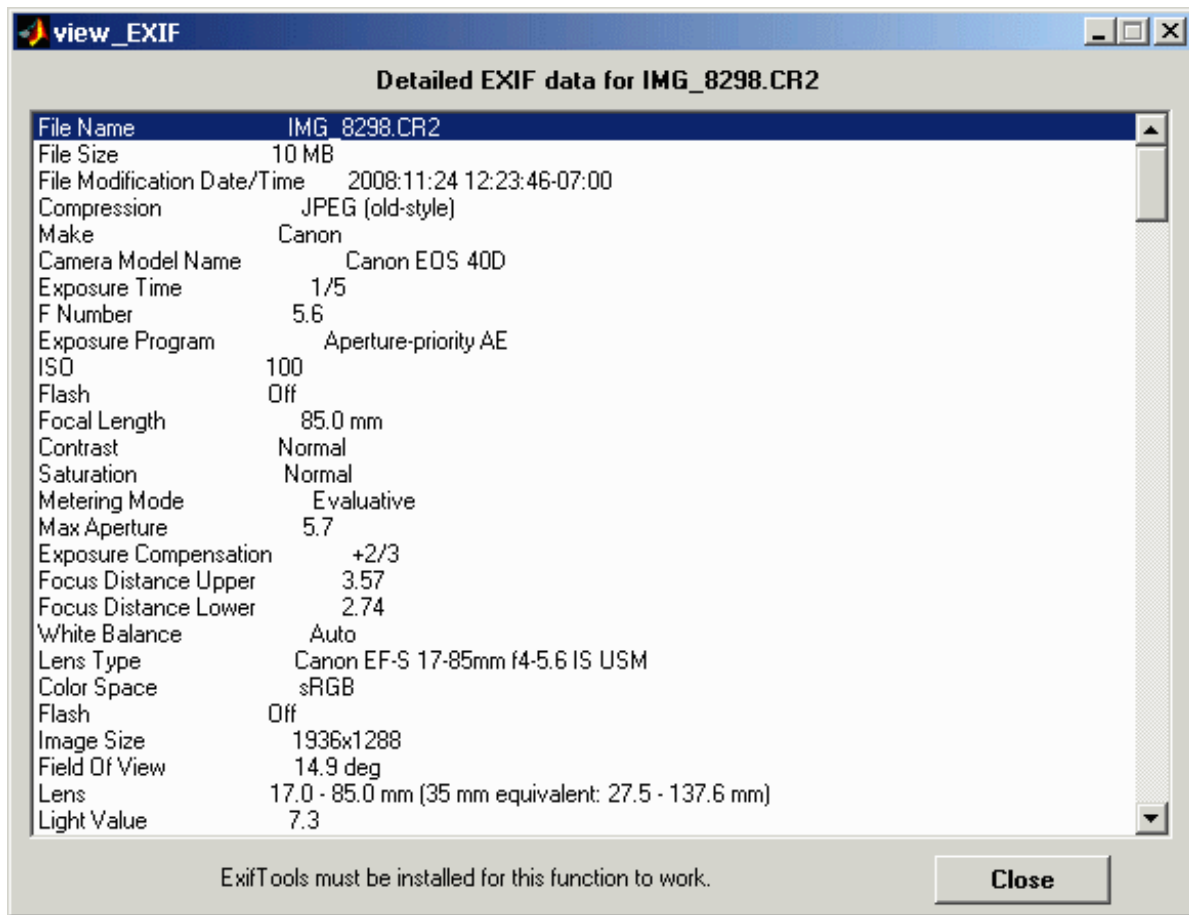 view_EXIF
Detailed EXIF data for IMG_8298.CR2
File Name IMG_8298.CR2
File Size 10 MB
File Modification Date/Time 2008:11:24 12:23:46-07:00
Compression JPEG (old-style)
Make Canon
Camera Model Name Canon EOS 40D
Exposure Time 1/5
F Number 5.6
Exposure Program Aperture-priority AE
ISO 100
Flash Off
Focal Length 85.0 mm
Contrast Normal
Saturation Normal
Metering Mode Evaluative
Max Aperture 5.7
Exposure Compensation +2/3
Focus Distance Upper 3.57
Focus Distance Lower 2.74
White Balance Auto
Lens Type Canon EF-S 17-85mm f4-5.6 IS USM
Color Space sRGB
Flash Off
Image Size 1936x1288
Field Of View 14.9 deg
Lens 17.0 - 85.0 mm (35 mm equivalent: 27.5 - 137.6 mm)
Light Value 7.3
ExifTools must be installed for this function to work.
Close